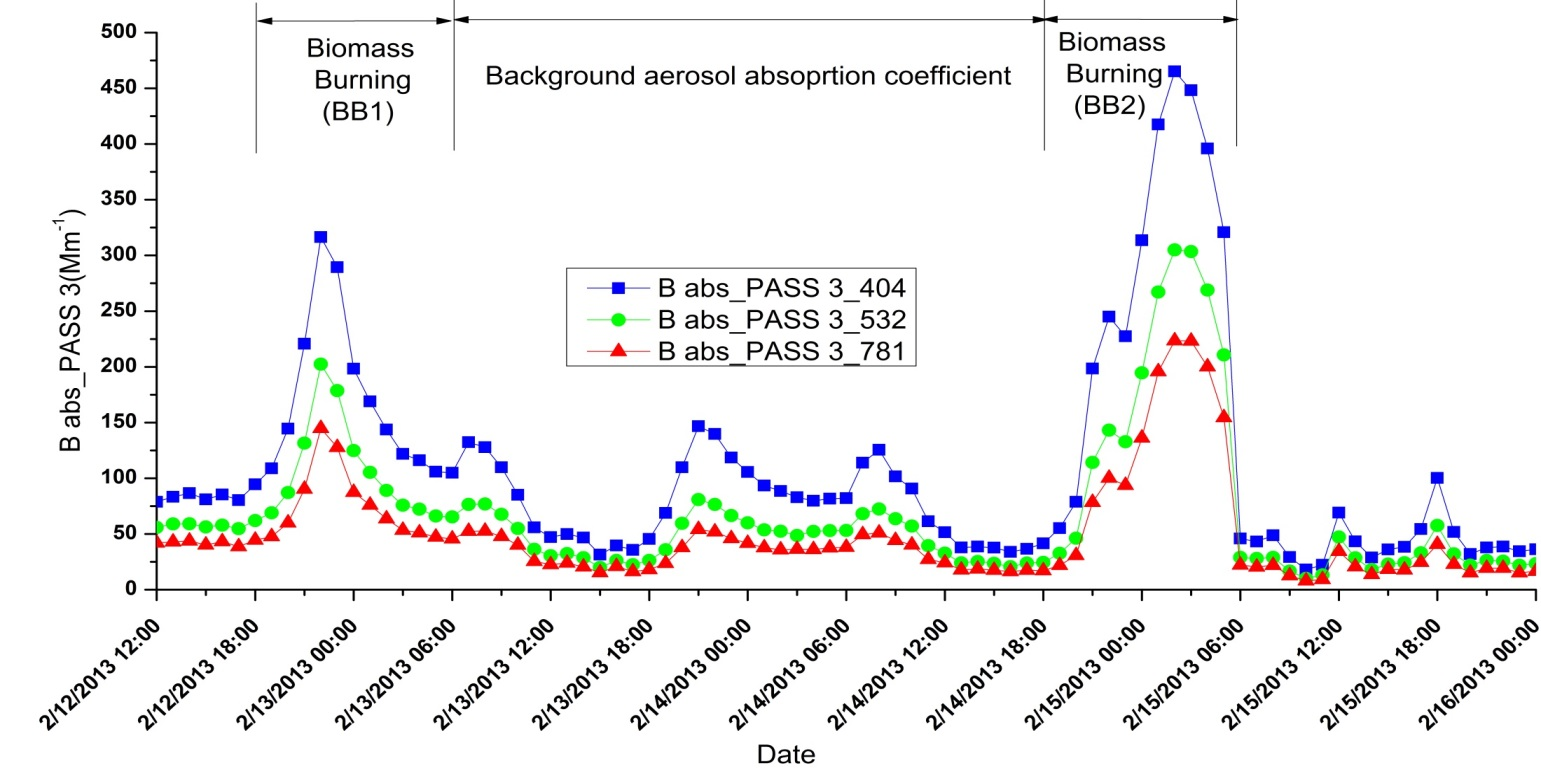 Biomass
Burning
(BB1)
Background aerosol absoprtion coefficient
Biomass
Burning
(BB2)
500
450
400
350
300
250
200
150
100
50
0
B abs_PASS 3(Mm-1)
B abs_PASS 3_404
B abs_PASS 3_532
B abs_PASS 3_781
2/12/2013 12:00
2/12/2013 18:00
2/13/2013 00:00
2/13/2013 06:00
2/13/2013 12:00
2/13/2013 18:00
2/14/2013 00:00
2/14/2013 06:00
2/14/2013 12:00
2/14/2013 18:00
2/15/2013 00:00
2/15/2013 06:00
2/15/2013 12:00
2/15/2013 18:00
2/16/2013 00:00
Date